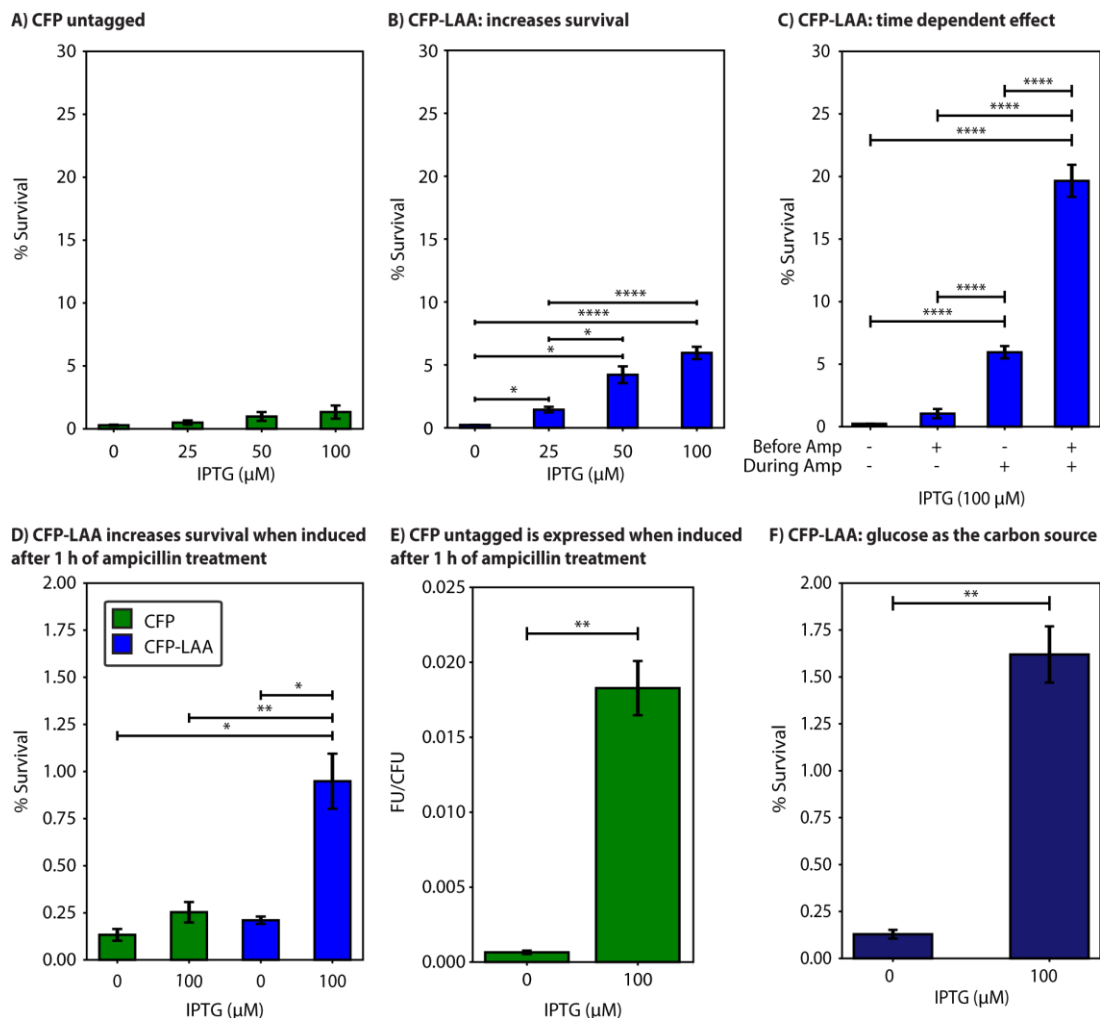 A) CFP untagged
30
25
20
15
10
5
0
% Survival
0 25 50 100
IPTG (µM)
B) CFP-LAA: increases survival
30
25
20
15
10
5
0
% Survival
****
****
*
*
*
0 25 50 100
IPTG (µM)
C) CFP-LAA: time dependent effect
30
25
20
15
10
5
0
% Survival
****
****
****
****
****
Before Amp - + - +
During Amp - - + +
IPTG (100 µM)
D) CFP-LAA increases survival when induced
after 1 h of ampicillin treatment
2.00
1.75
1.50
1.25
1.00
0.75
0.50
0.25
0.00
% Survival
CFP
CFP-LAA
*
**
*
0 100 0 100
IPTG (µM)
E) CFP untagged is expressed when induced
after 1 h of ampicillin treatment
0.025
0.020
0.015
0.010
0.005
0.000
FU/CFU
**
0 100
IPTG (µM)
F) CFP-LAA: glucose as the carbon source
2.00
1.75
1.50
1.25
1.00
0.75
0.50
0.25
0.00
% Survival
**
0 100
IPTG (µM)